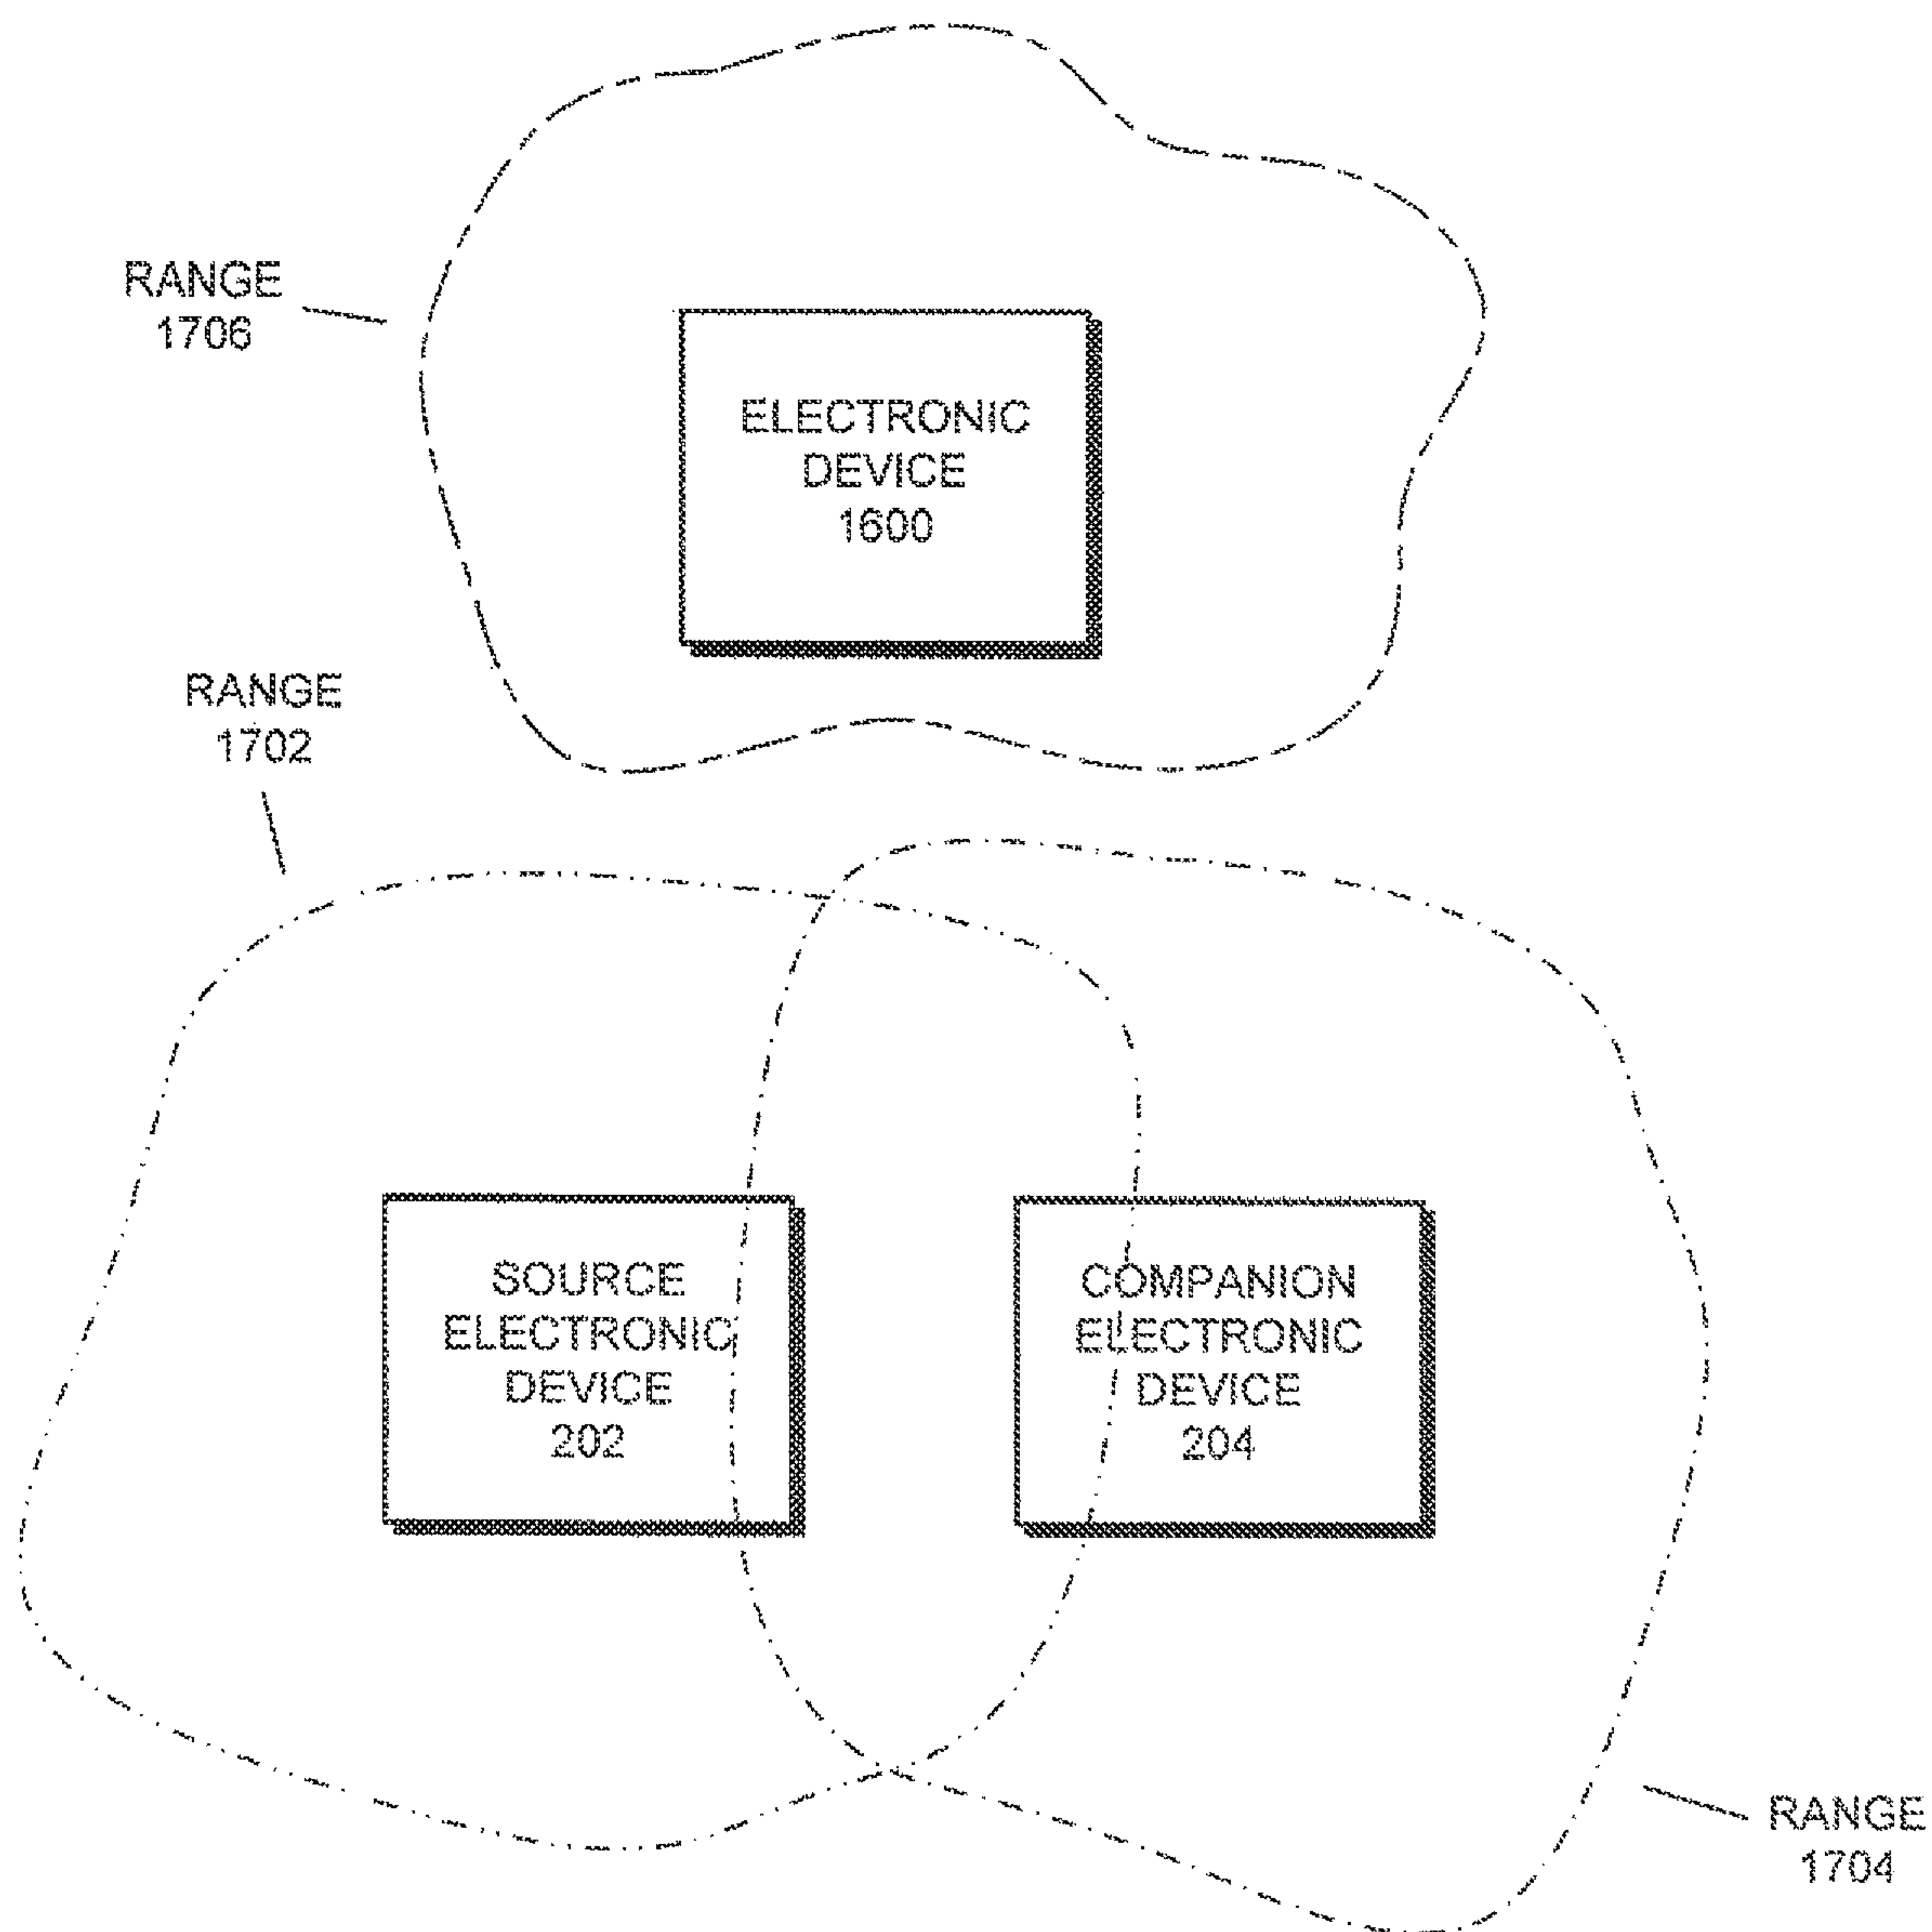 RANGE
1706
ELECTRONIC
DEVICE
1600
RANGE
1702
SOURCE
ELECTRONIC
DEVICE
202
COMPANION
ELECTRONIC
DEVICE
204
RANGE
1704